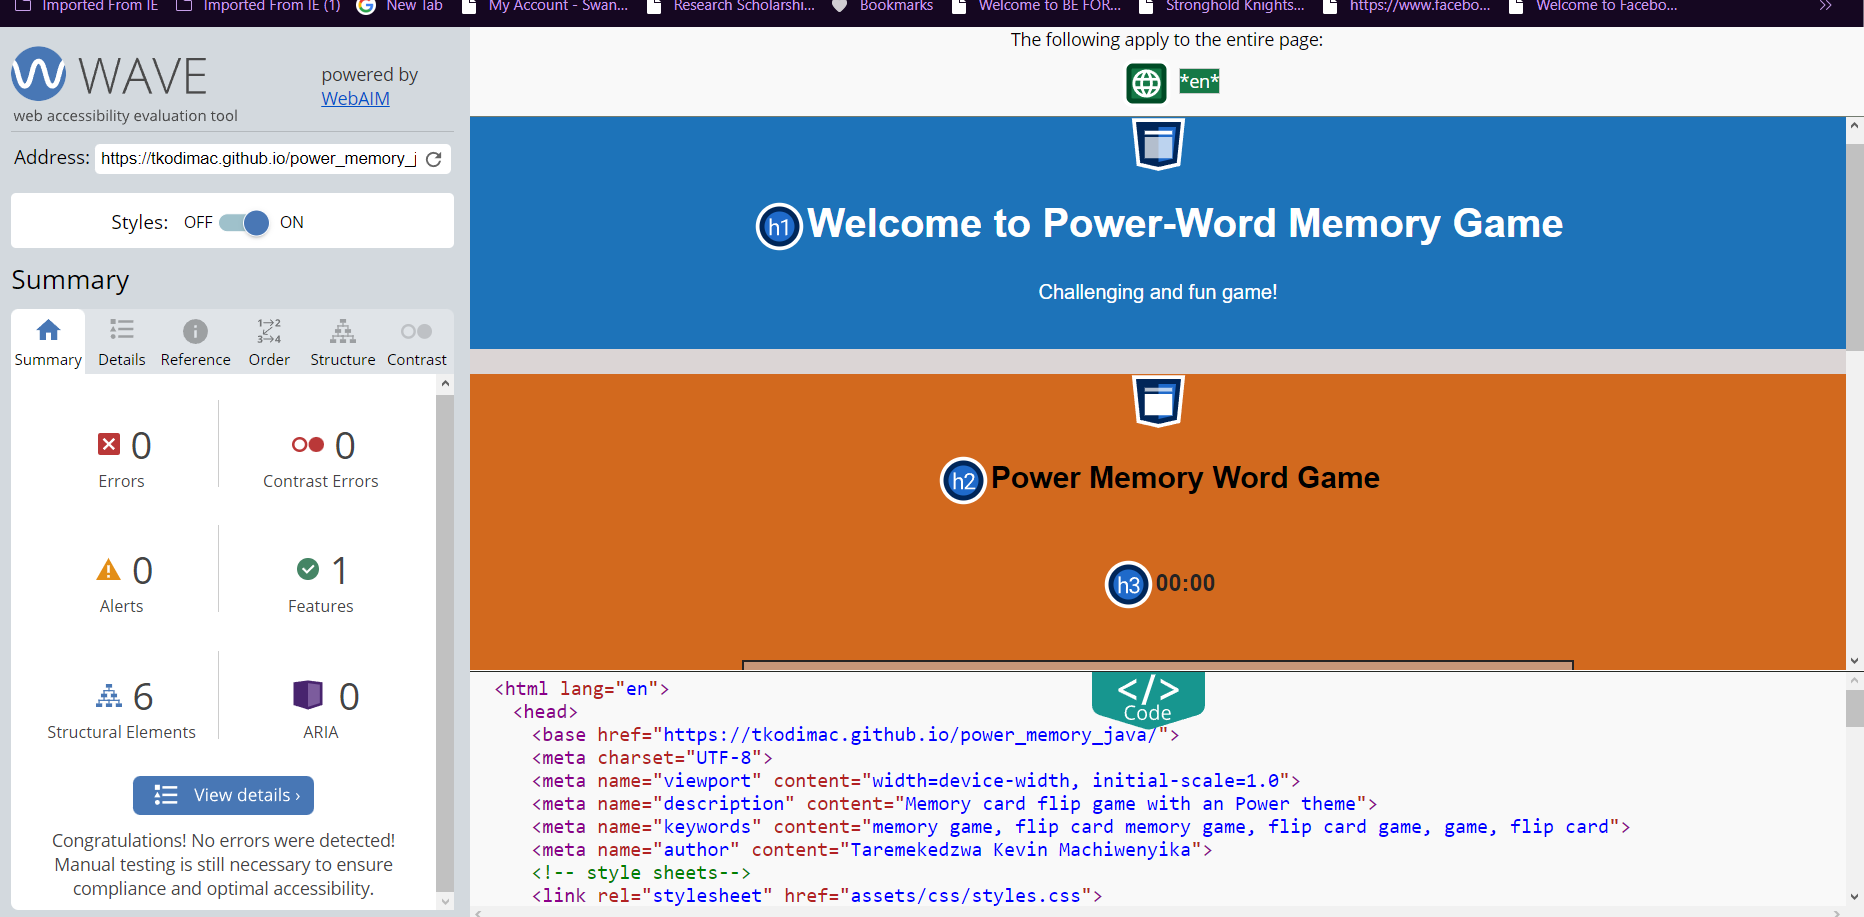 Imported From IE
Imported From IE (1)
New Tab
My Account - Swan...
Research Scholarshi...
Bookmarks
Welcome to BE FOR...
Stronghold Knights...
https://www.facebo...
Welcome to Facebo...
WAVE
web accessibility evaluation tool
powered by
WebAIM
Address: https://tkodimac.github.io/power_memory_j
Styles: OFF ON
Summary
Summary Details Reference Order Structure Contrast
0
Errors
0
Contrast Errors
0
Alerts
1
Features
6
Structural Elements
0
ARIA
View details ›
Congratulations! No errors were detected!
Manual testing is still necessary to ensure
compliance and optimal accessibility.
The following apply to the entire page:
*en*
h1 Welcome to Power-Word Memory Game
Challenging and fun game!
h2 Power Memory Word Game
h3 00:00
</>
Code
<html lang="en">
<head>
<base href="https://tkodimac.github.io/power_memory_java/">
<meta charset="UTF-8">
<meta name="viewport" content="width=device-width, initial-scale=1.0">
<meta name="description" content="Memory card flip game with an Power theme">
<meta name="keywords" content="memory game, flip card memory game, flip card game, game, flip card">
<meta name="author" content="Taremekedzwa Kevin Machiwenyika">
<!-- style sheets-->
<link rel="stylesheet" href="assets/css/styles.css">